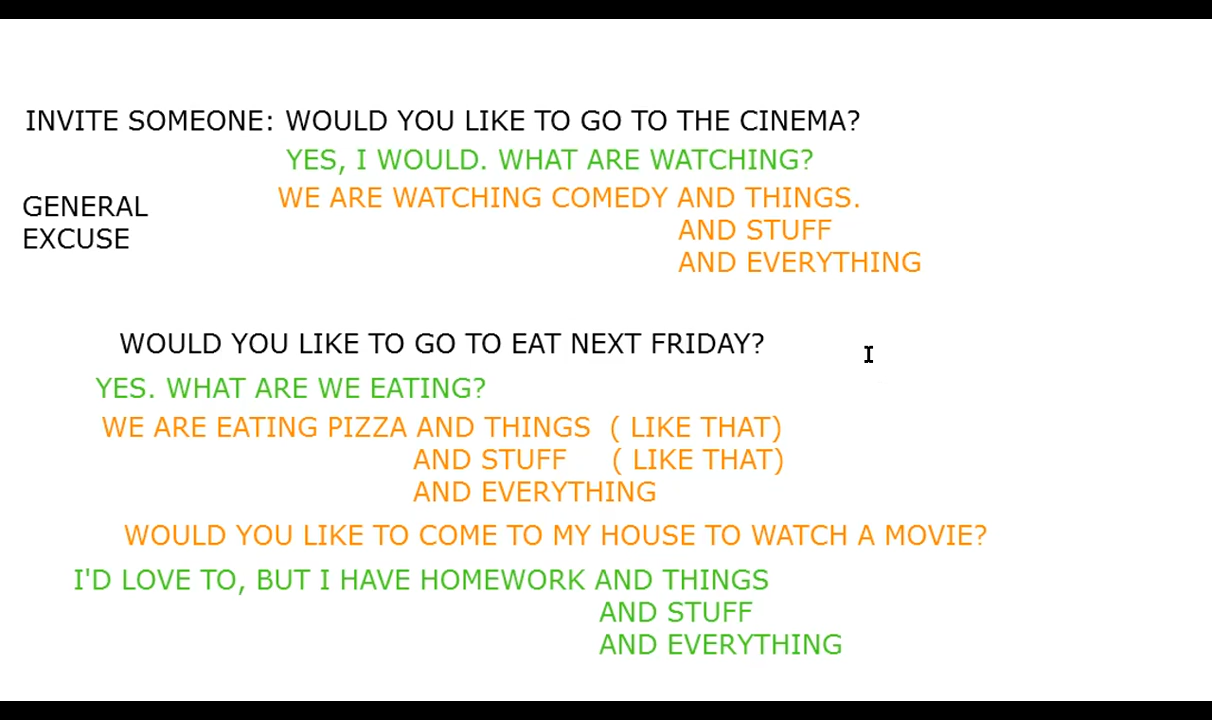 INVITE SOMEONE: WOULD YOU LIKE TO GO TO THE CINEMA?
YES, I WOULD. WHAT ARE WATCHING?
WE ARE WATCHING COMEDY AND THINGS.
GENERAL
AND STUFF
EXCUSE
AND EVERYTHING
WOULD YOU LIKE TO GO TO EAT NEXT FRIDAY?
YES. WHAT ARE WE EATING?
WE ARE EATING PIZZA AND THINGS ( LIKE THAT)
AND STUFF ( LIKE THAT)
AND EVERYTHING
WOULD YOU LIKE TO COME TO MY HOUSE TO WATCH A MOVIE?
I'D LOVE TO, BUT I HAVE HOMEWORK AND THINGS
AND STUFF
AND EVERYTHING